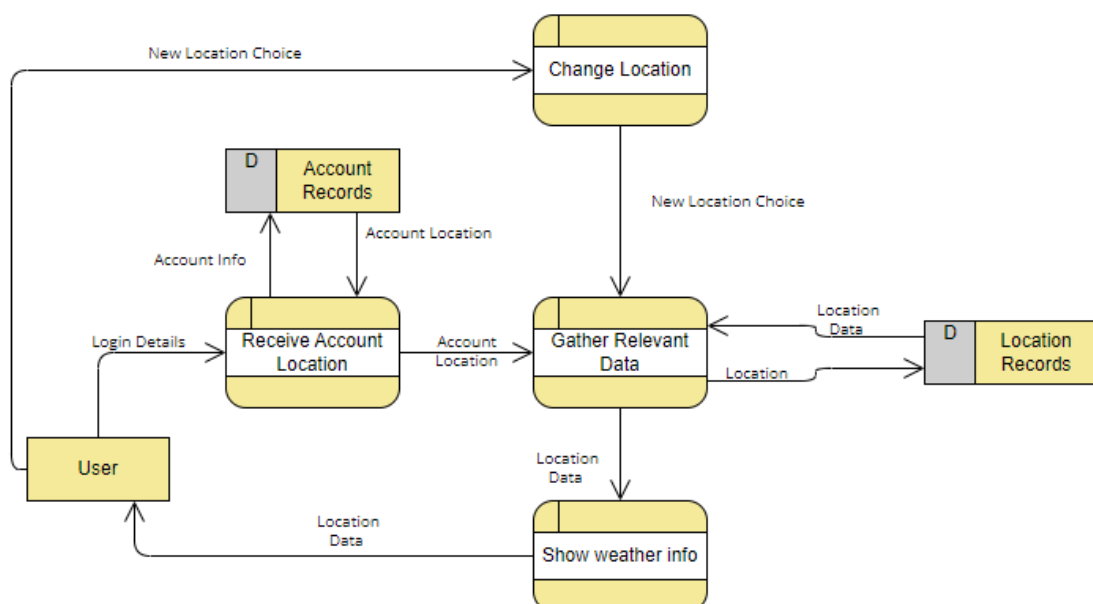 New Location Choice
Change Location
D
Account
Records
New Location Choice
Account Location
Account Info
Location
Data
Login Details
Receive Account
Location
Account
Location
Gather Relevant
Data
D
Location
Records
Location
User
Location
Data
Location
Data
Show weather info